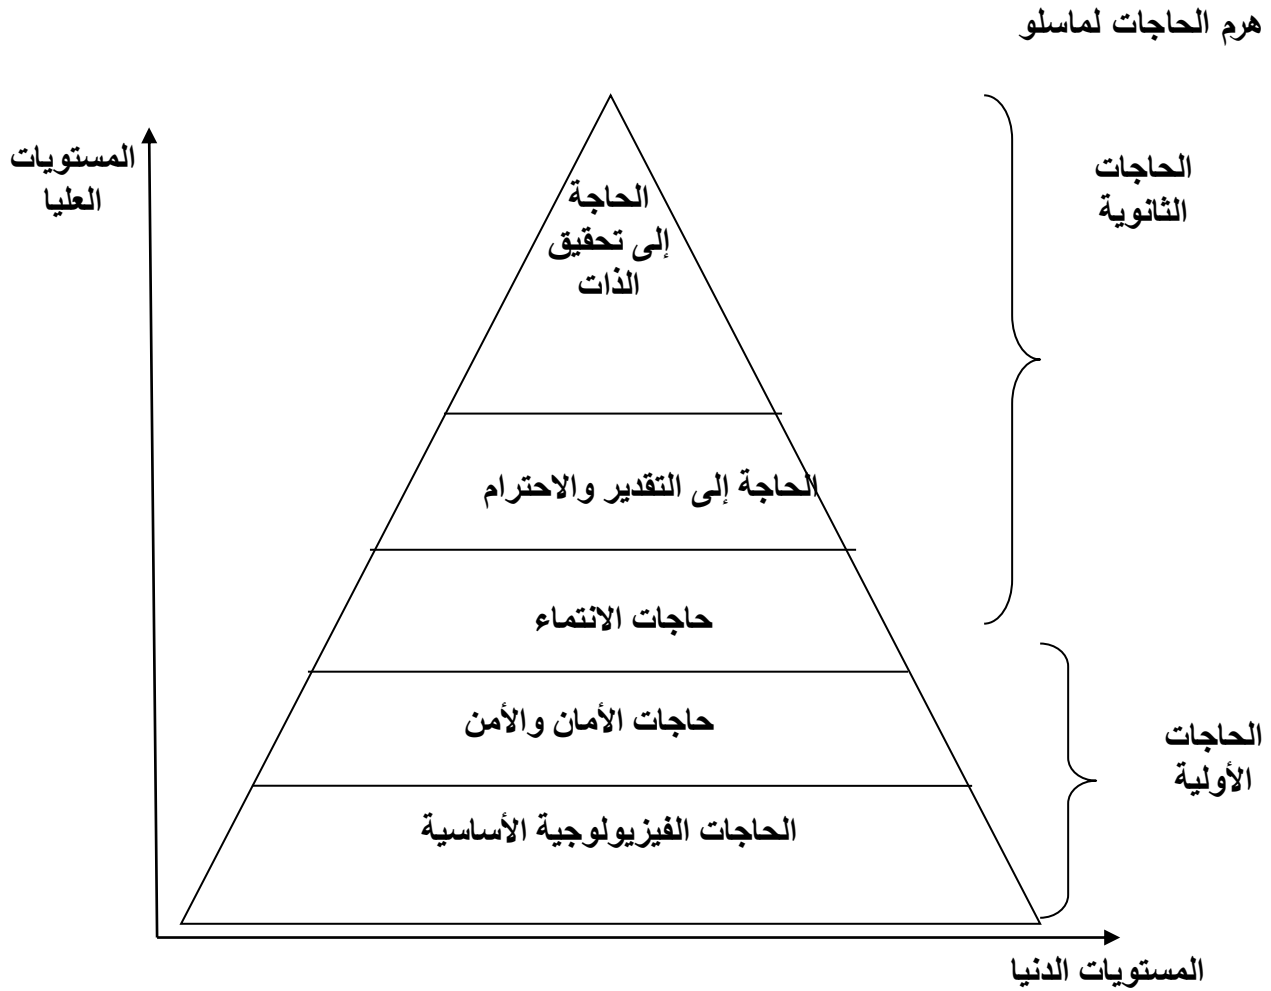 هرم الحاجات لماسلو
المستويات
العليا
الحاجات
الثانوية
الحاجة
إلى تحقيق
الذات
الحاجة إلى التقدير والاحترام
حاجات الانتماء
حاجات الأمان والأمن
الحاجات
الأولية
الحاجات الفيزيولوجية الأساسية
المستويات الدنيا